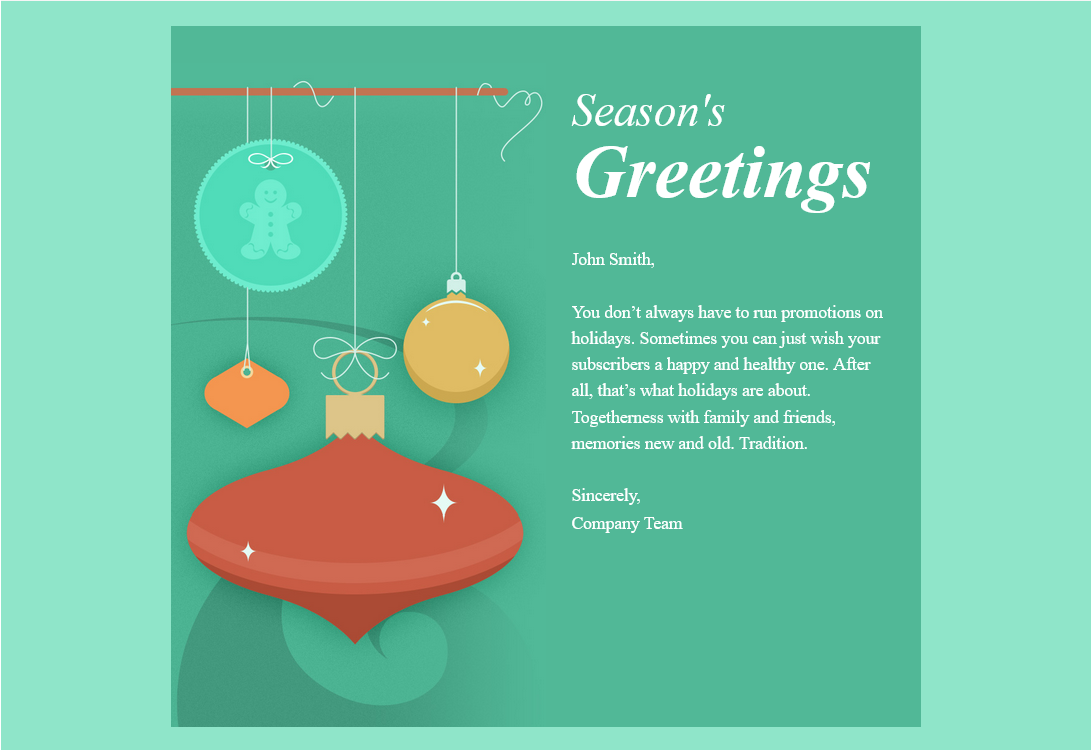 Season's
Greetings
John Smith,
You don’t always have to run promotions on
holidays. Sometimes you can just wish your
subscribers a happy and healthy one. After
all, that’s what holidays are about.
Togetherness with family and friends,
memories new and old. Tradition.
Sincerely,
Company Team